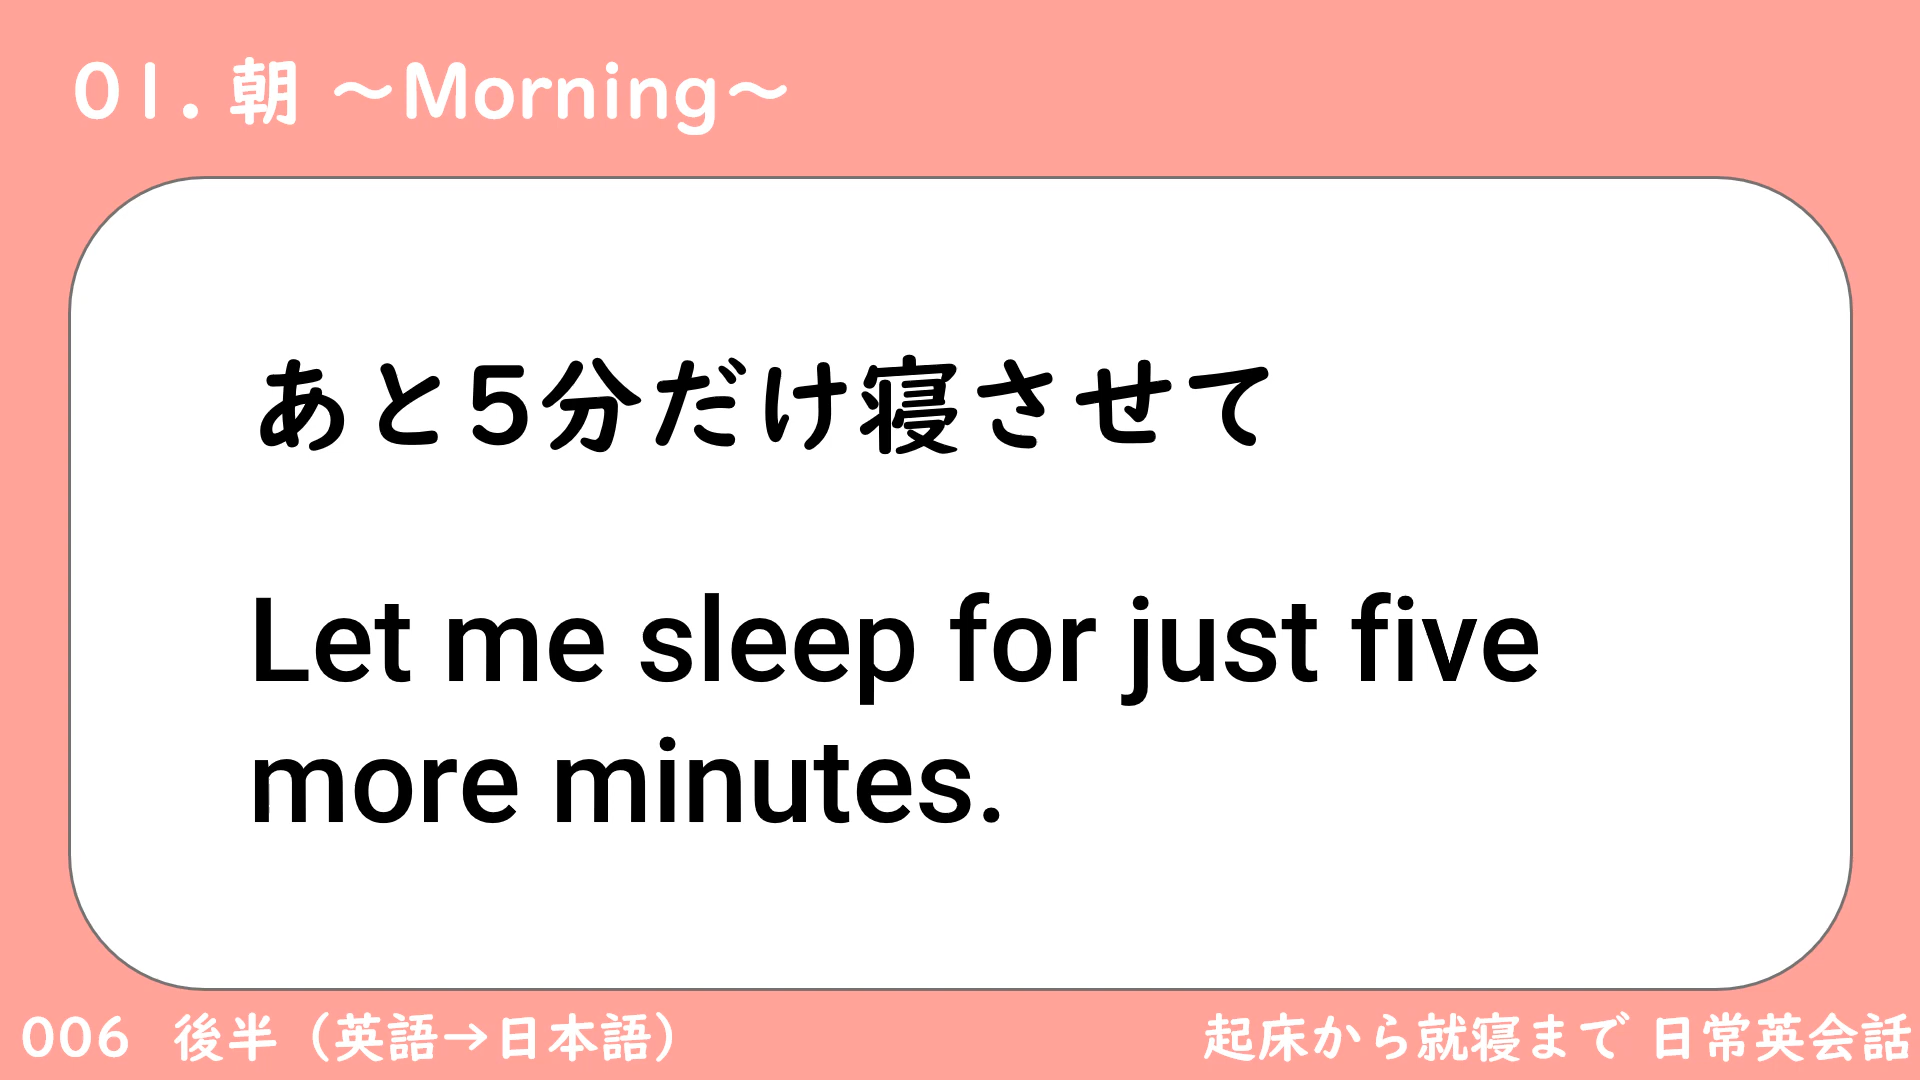 01. 朝 ～Morning～
あと5分だけ寝させて
Let me sleep for just five
more minutes.
006 後半（英語→日本語）
起床から就寝まで 日常英会話